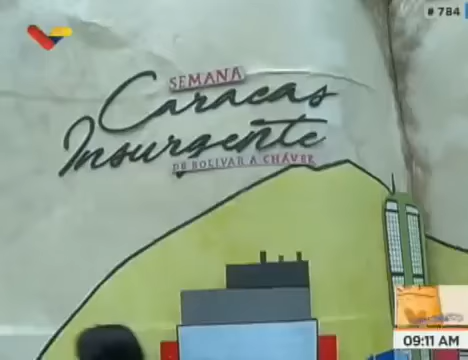 # 784
SEMANA
Caracas
Insurgente
DE BOLIVAR A CHÁVEZ
09:11 AM